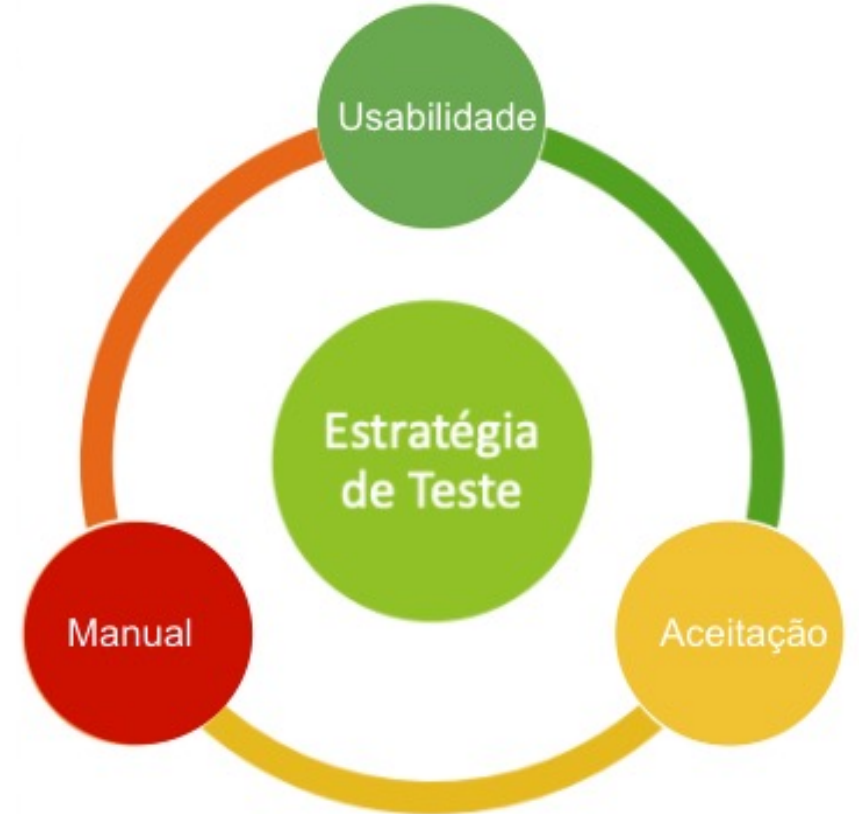 Usabilidade
Estratégia
de Teste
Manual
Aceitação